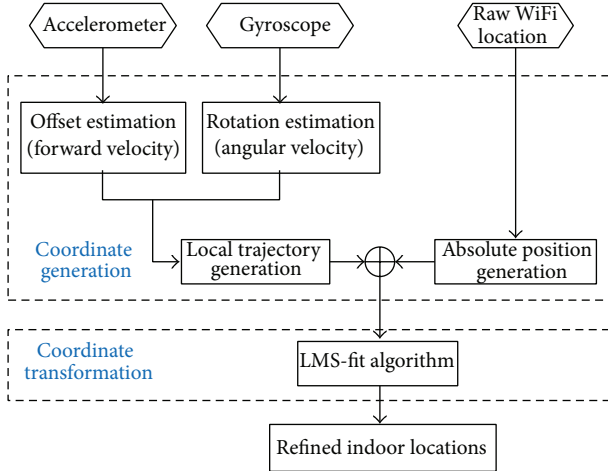 Accelerometer
Gyroscope
Raw WiFi
location
Offset estimation
(forward velocity)
Rotation estimation
(angular velocity)
Coordinate
generation
Local trajectory
generation
Absolute position
generation
Coordinate
transformation
LMS-fit algorithm
Refined indoor locations